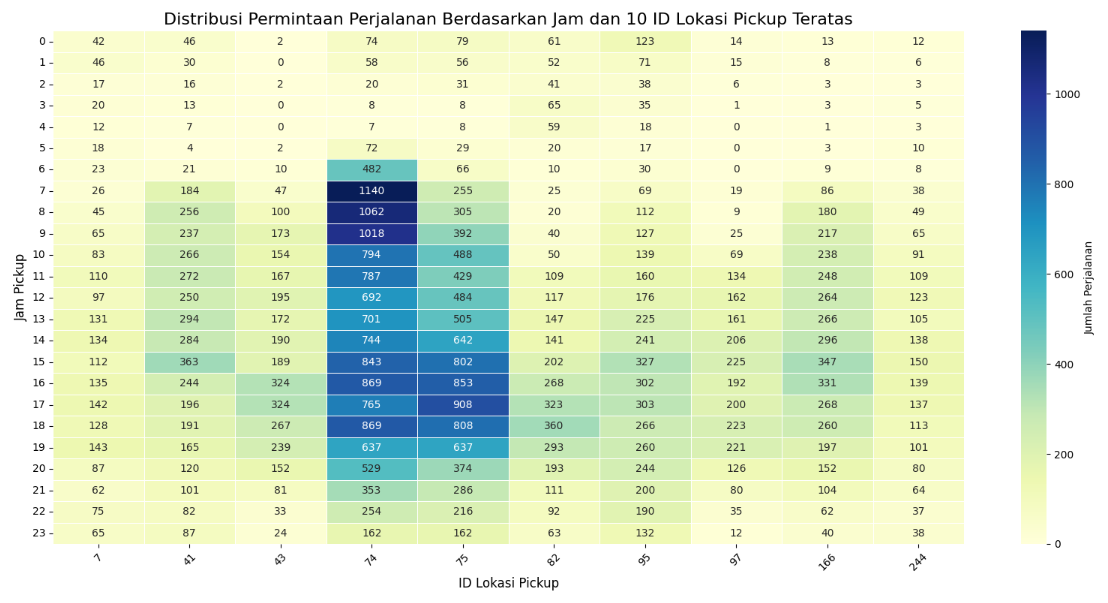 Distribusi Permintaan Perjalanan Berdasarkan Jam dan 10 ID Lokasi Pickup Teratas
Jam Pickup
0 42 46 2 74 79 61 123 14 13 12
1 46 30 0 58 56 52 71 15 8 6
2 17 16 2 20 31 41 38 6 3 3
3 20 13 0 8 8 65 35 1 3 5
4 12 7 0 7 8 59 18 0 1 3
5 18 4 2 72 29 20 17 0 3 10
6 23 21 10 482 66 10 30 0 9 8
7 26 184 47 1140 255 25 69 19 86 38
8 45 256 100 1062 305 20 112 9 180 49
9 65 237 173 1018 392 40 127 25 217 65
10 83 266 154 794 488 50 139 69 238 91
11 110 272 167 787 429 109 160 134 248 109
12 97 250 195 692 484 117 176 162 264 123
13 131 294 172 701 505 147 225 161 266 105
14 134 284 190 744 642 141 241 206 296 138
15 112 363 189 843 802 202 327 225 347 150
16 135 244 324 869 853 268 302 192 331 139
17 142 196 324 765 908 323 303 200 268 137
18 128 191 267 869 808 360 266 223 260 113
19 143 165 239 637 637 293 260 221 197 101
20 87 120 152 529 374 193 244 126 152 80
21 62 101 81 353 286 111 200 80 104 64
22 75 82 33 254 216 92 190 35 62 37
23 65 87 24 162 162 63 132 12 40 38
7 41 43 74 75 82 95 97 166 244
ID Lokasi Pickup
1000
800
600
400
200
0
Jumlah Perjalanan